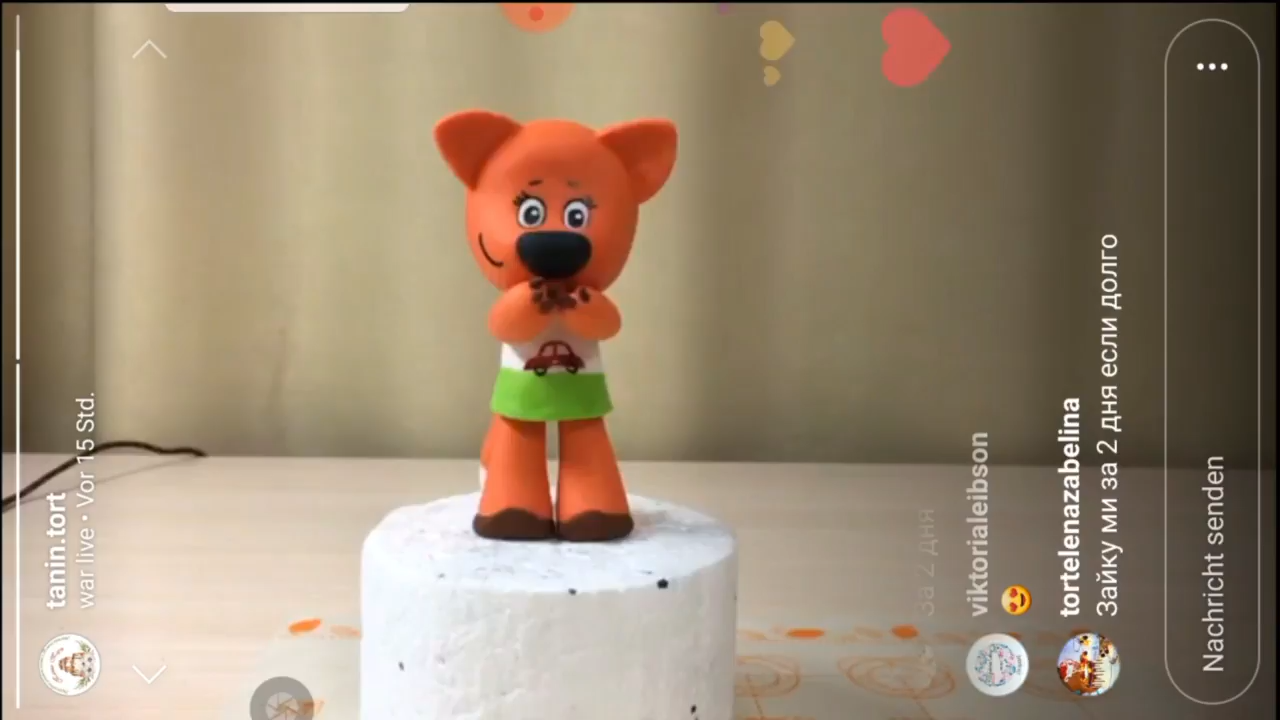 tanin.tort
war live • Vor 15 Std.
За 2 дня
viktorialeibson
😍
tortelenazabelina
Зайку ми за 2 дня если долго
Nachricht senden